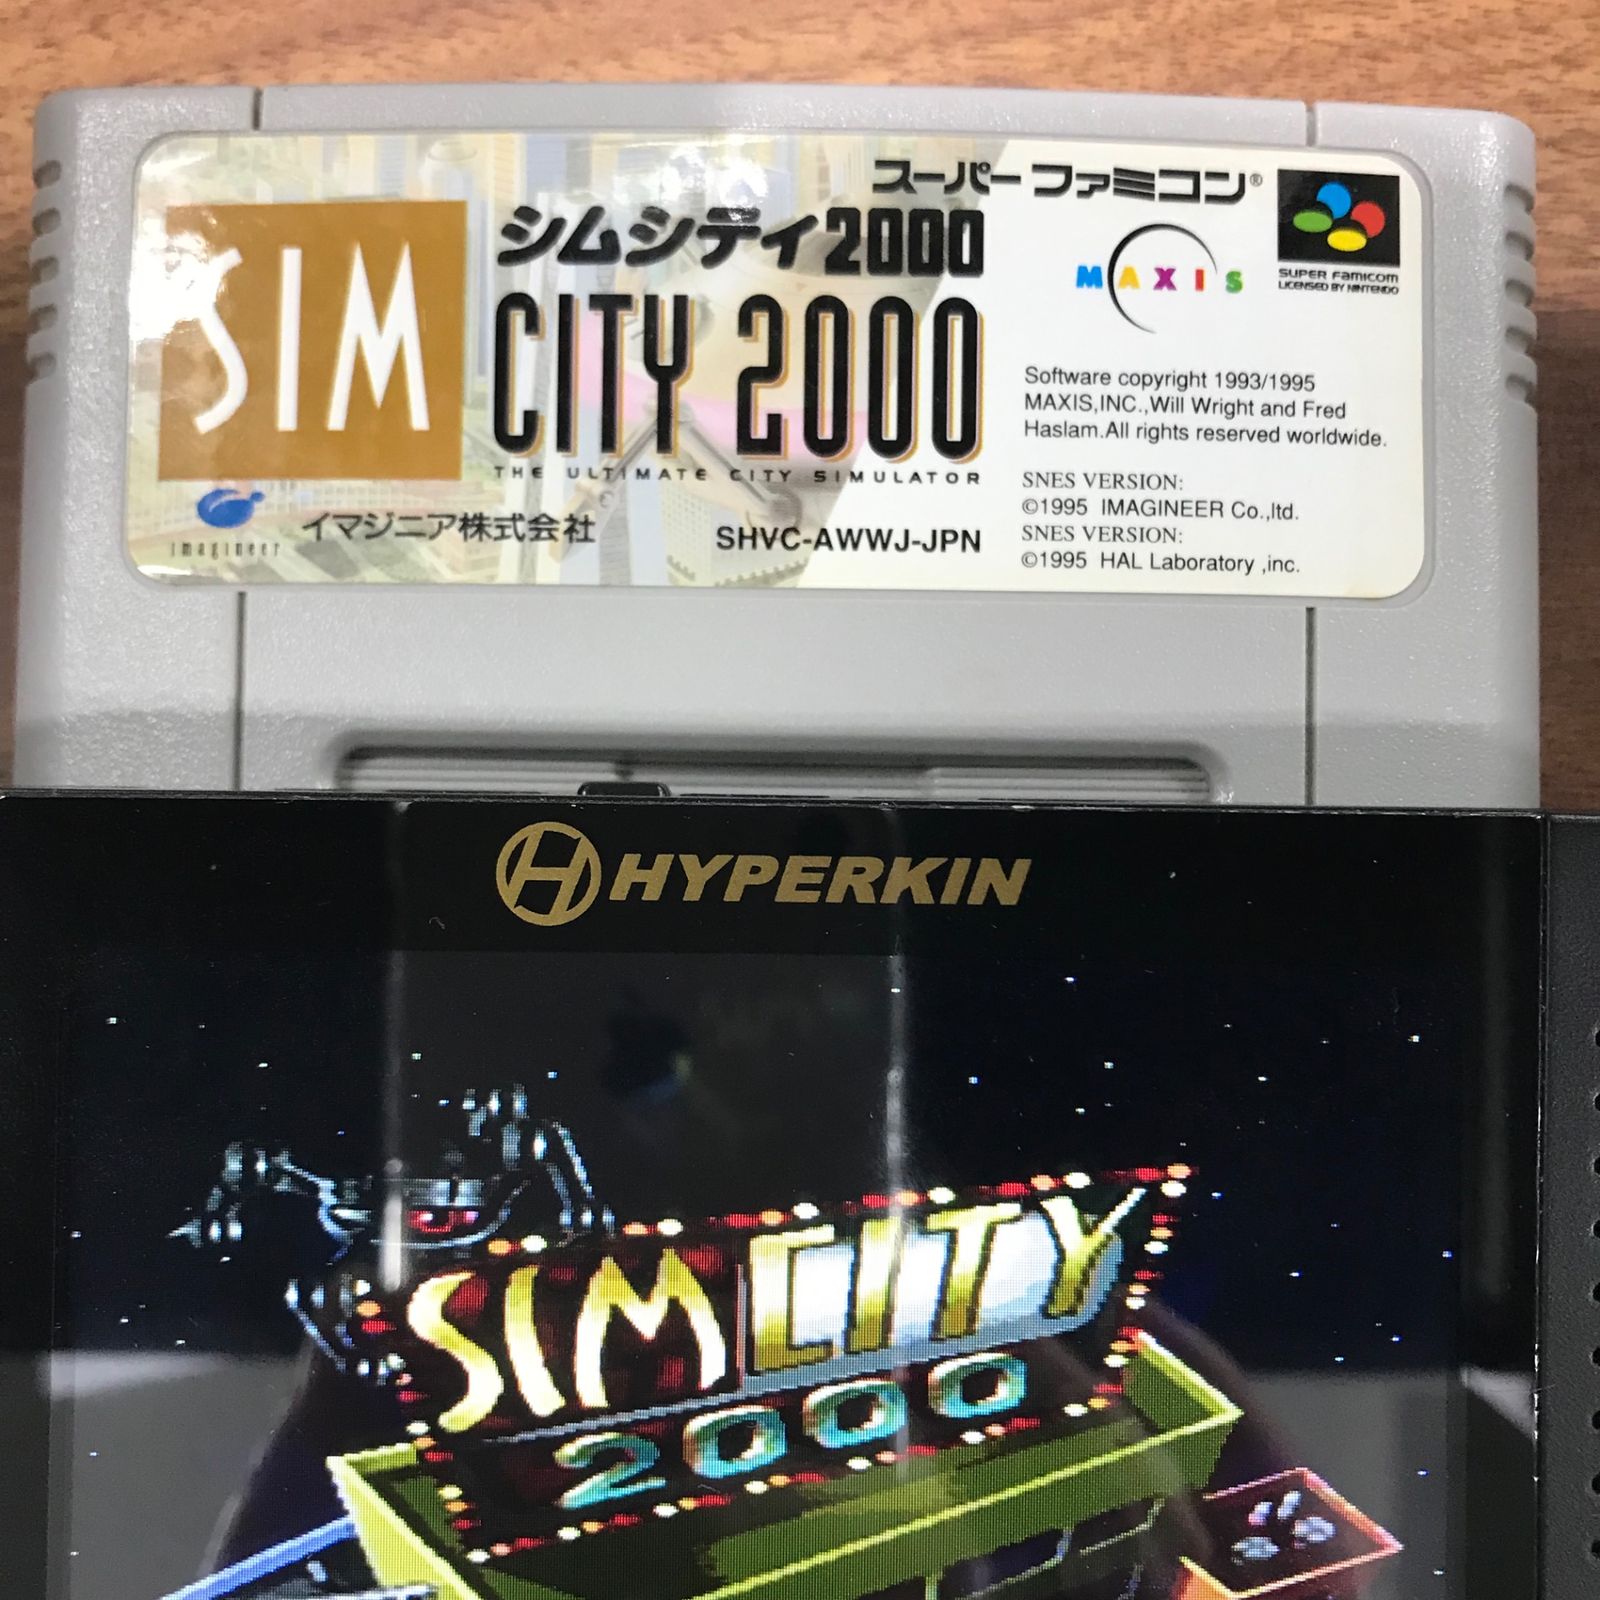 スーパーファミコン®
SIM
シムシティ2000
CITY 2000
THE ULTIMATE CITY SIMULATOR
imagineer
イマジニア株式会社
SHVC-AWWJ-JPN
MAXIS
SUPER FAMICOM
LICENSED BY NINTENDO
Software copyright 1993/1995
MAXIS,INC.,Will Wright and Fred
Haslam.All rights reserved worldwide.
SNES VERSION:
©1995 IMAGINEER Co.,ltd.
SNES VERSION:
©1995 HAL Laboratory ,inc.
HYPERKIN
SIMCITY
2000